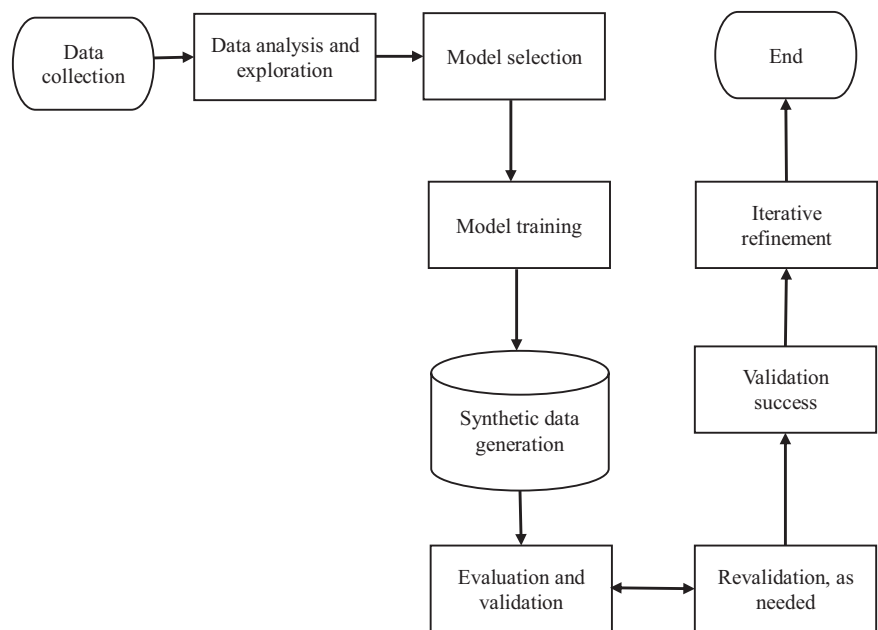 Data
collection
Data analysis and
exploration
Model selection
End
Model training
Iterative
refinement
Synthetic data
generation
Validation
success
Evaluation and
validation
Revalidation, as
needed